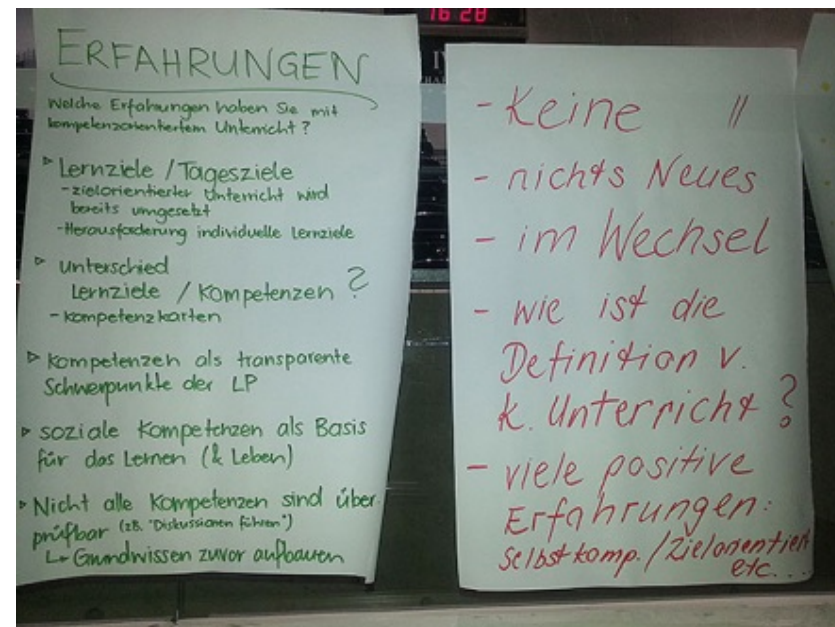 16 28
ERFAHRUNGEN
Welche Erfahrungen haben Sie mit
kompetenzorientiertem Unterricht?
▹ Lernziele / Tagesziele
- zielorientierter Unterricht wird
bereits umgesetzt
- Herausforderung individuelle Lernziele
▹ Unterschied
Lernziele / Kompetenzen ?
- Kompetenzkarten
▹ Kompetenzen als transparente
Schwerpunkte der LP
▹ soziale Kompetenzen als Basis
für das Lernen (& Leben)
▹ Nicht alle Kompetenzen sind über-
prüfbar (zB. "Diskussionen führen")
↳ Grundwissen zuvor aufbauen
- Keine ||
- nichts Neues
- im Wechsel
- wie ist die
Definition v.
k. Unterricht?
- viele positive
Erfahrungen:
Selbstkomp./Zielorientiert
etc....